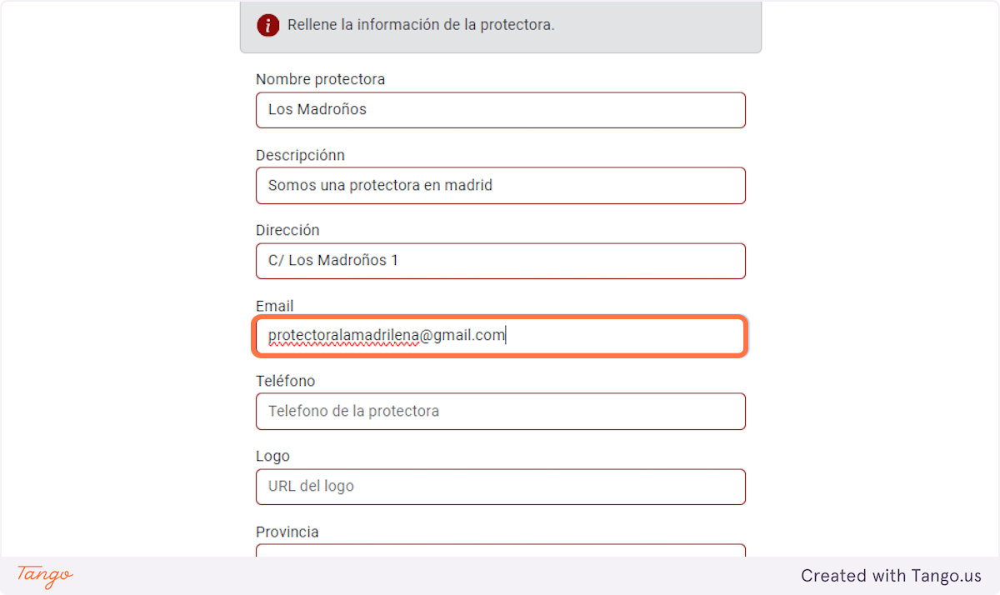 Rellene la información de la protectora.
Nombre protectora
Los Madroños
Descripciónn
Somos una protectora en madrid
Dirección
C/ Los Madroños 1
Email
protectoralamadrilena@gmail.com
Teléfono
Telefono de la protectora
Logo
URL del logo
Provincia
Tango
Created with Tango.us